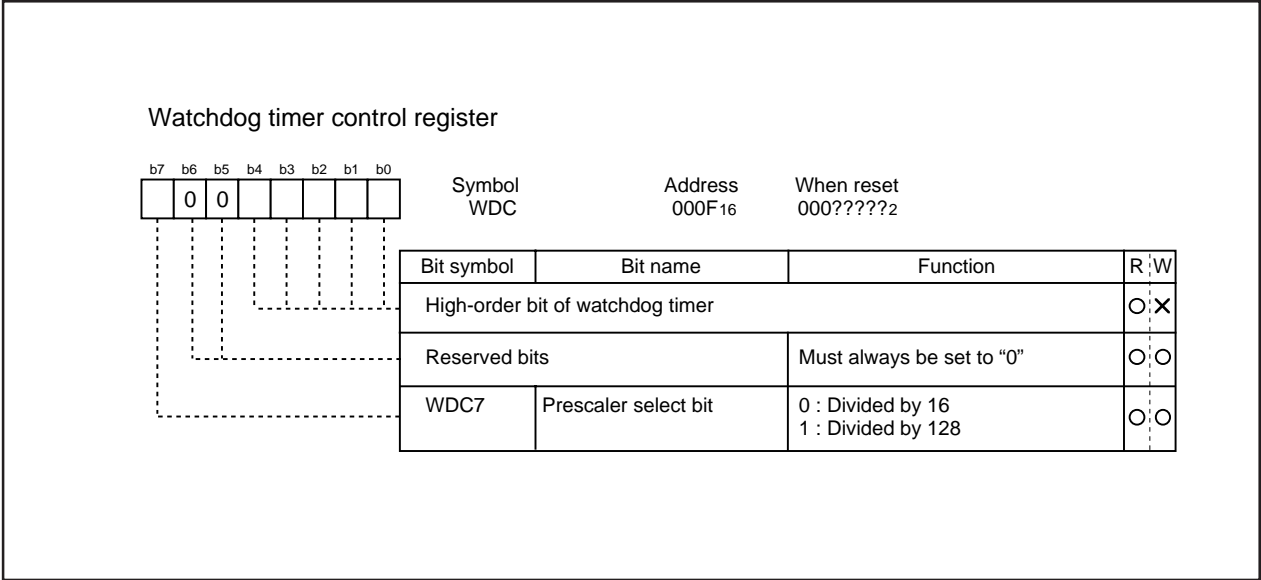 Watchdog timer control register
b7 b6 b5 b4 b3 b2 b1 b0
0 0
Symbol Address When reset
WDC 000F16 000?????2
Bit symbol Bit name Function R W
High-order bit of watchdog timer
Reserved bits Must always be set to “0”
WDC7 Prescaler select bit 0 : Divided by 16
1 : Divided by 128